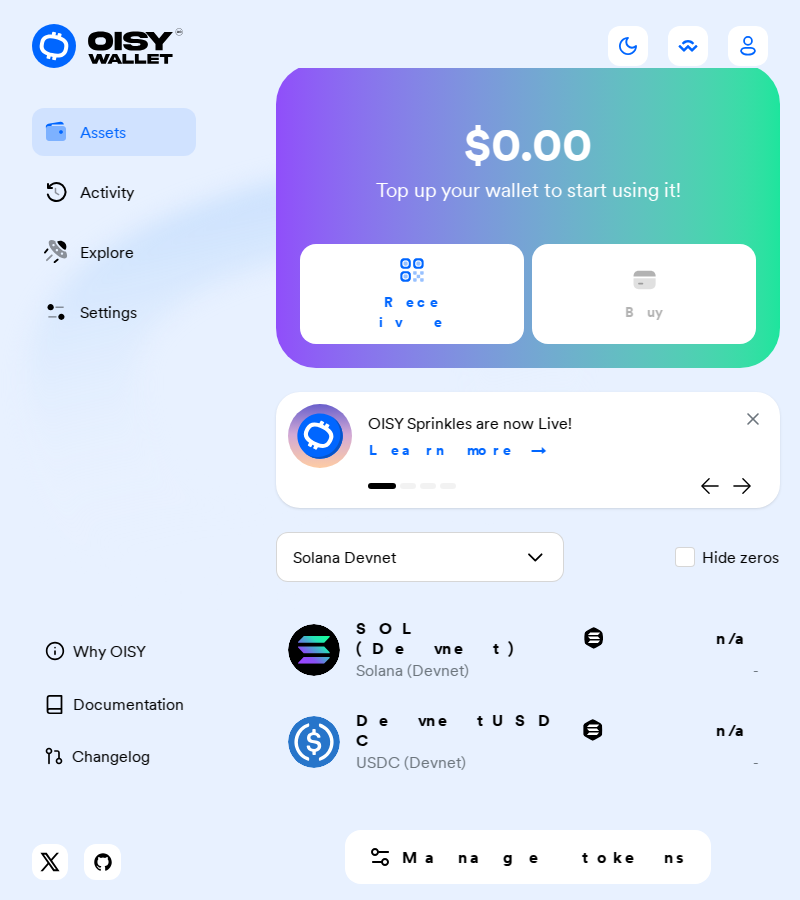 OISY
WALLET
Assets
Activity
Explore
Settings
Why OISY
Documentation
Changelog
$0.00
Top up your wallet to start using it!
Receive
Buy
OISY Sprinkles are now Live!
Learn more →
Solana Devnet
Hide zeros
SOL
(Devnet)
n/a
Solana (Devnet)
-
DevnetUSD
C
n/a
USDC (Devnet)
-
Manage tokens